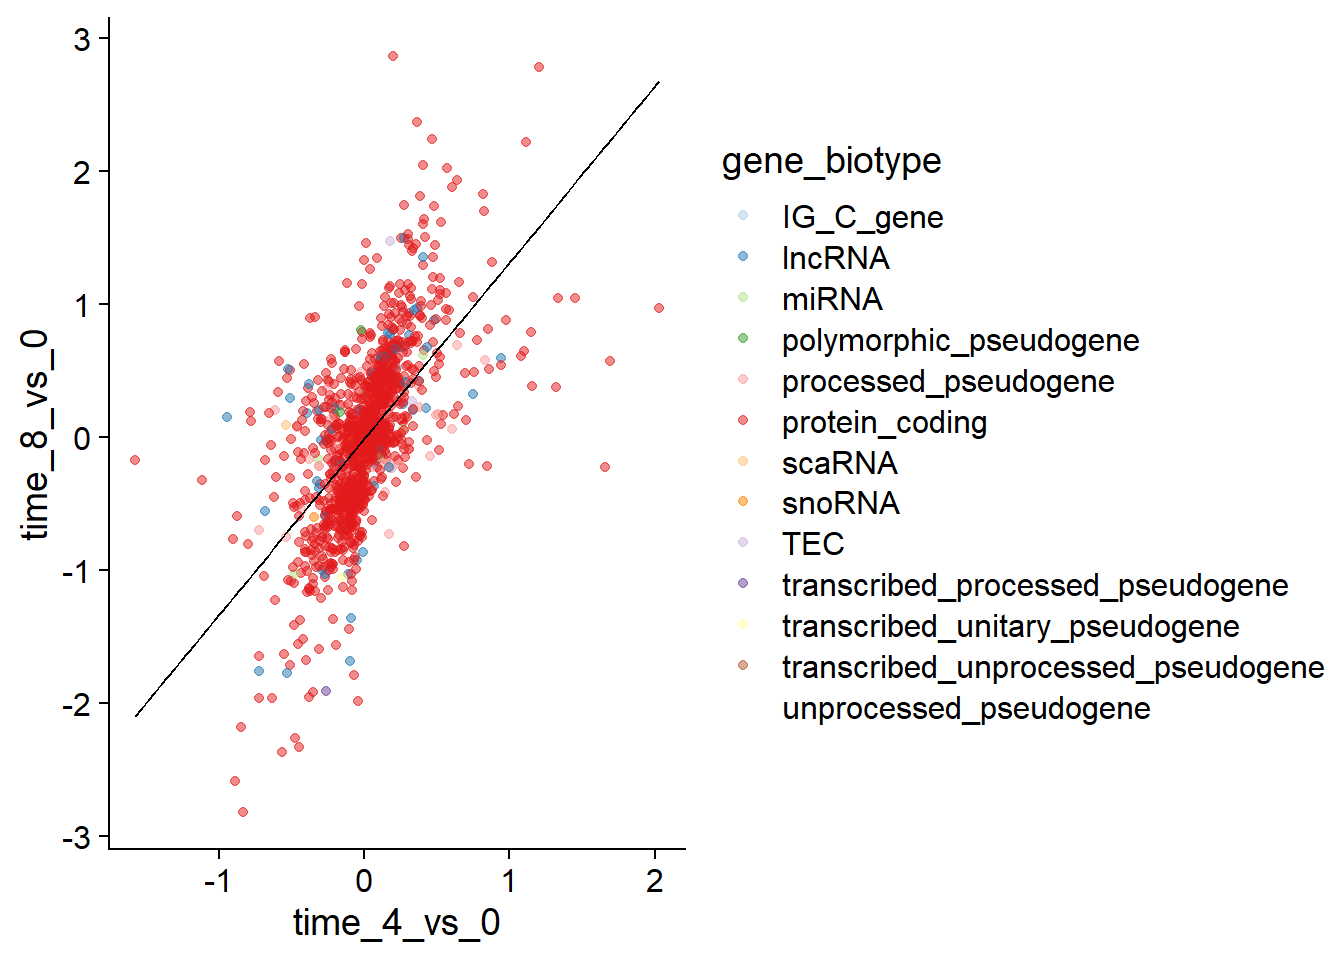 3
2
1
0
-1
-2
-3
time_8_vs_0
-1
0
1
2
time_4_vs_0
gene_biotype
IG_C_gene
lncRNA
miRNA
polymorphic_pseudogene
processed_pseudogene
protein_coding
scaRNA
snoRNA
TEC
transcribed_processed_pseudogene
transcribed_unitary_pseudogene
transcribed_unprocessed_pseudogene
unprocessed_pseudogene